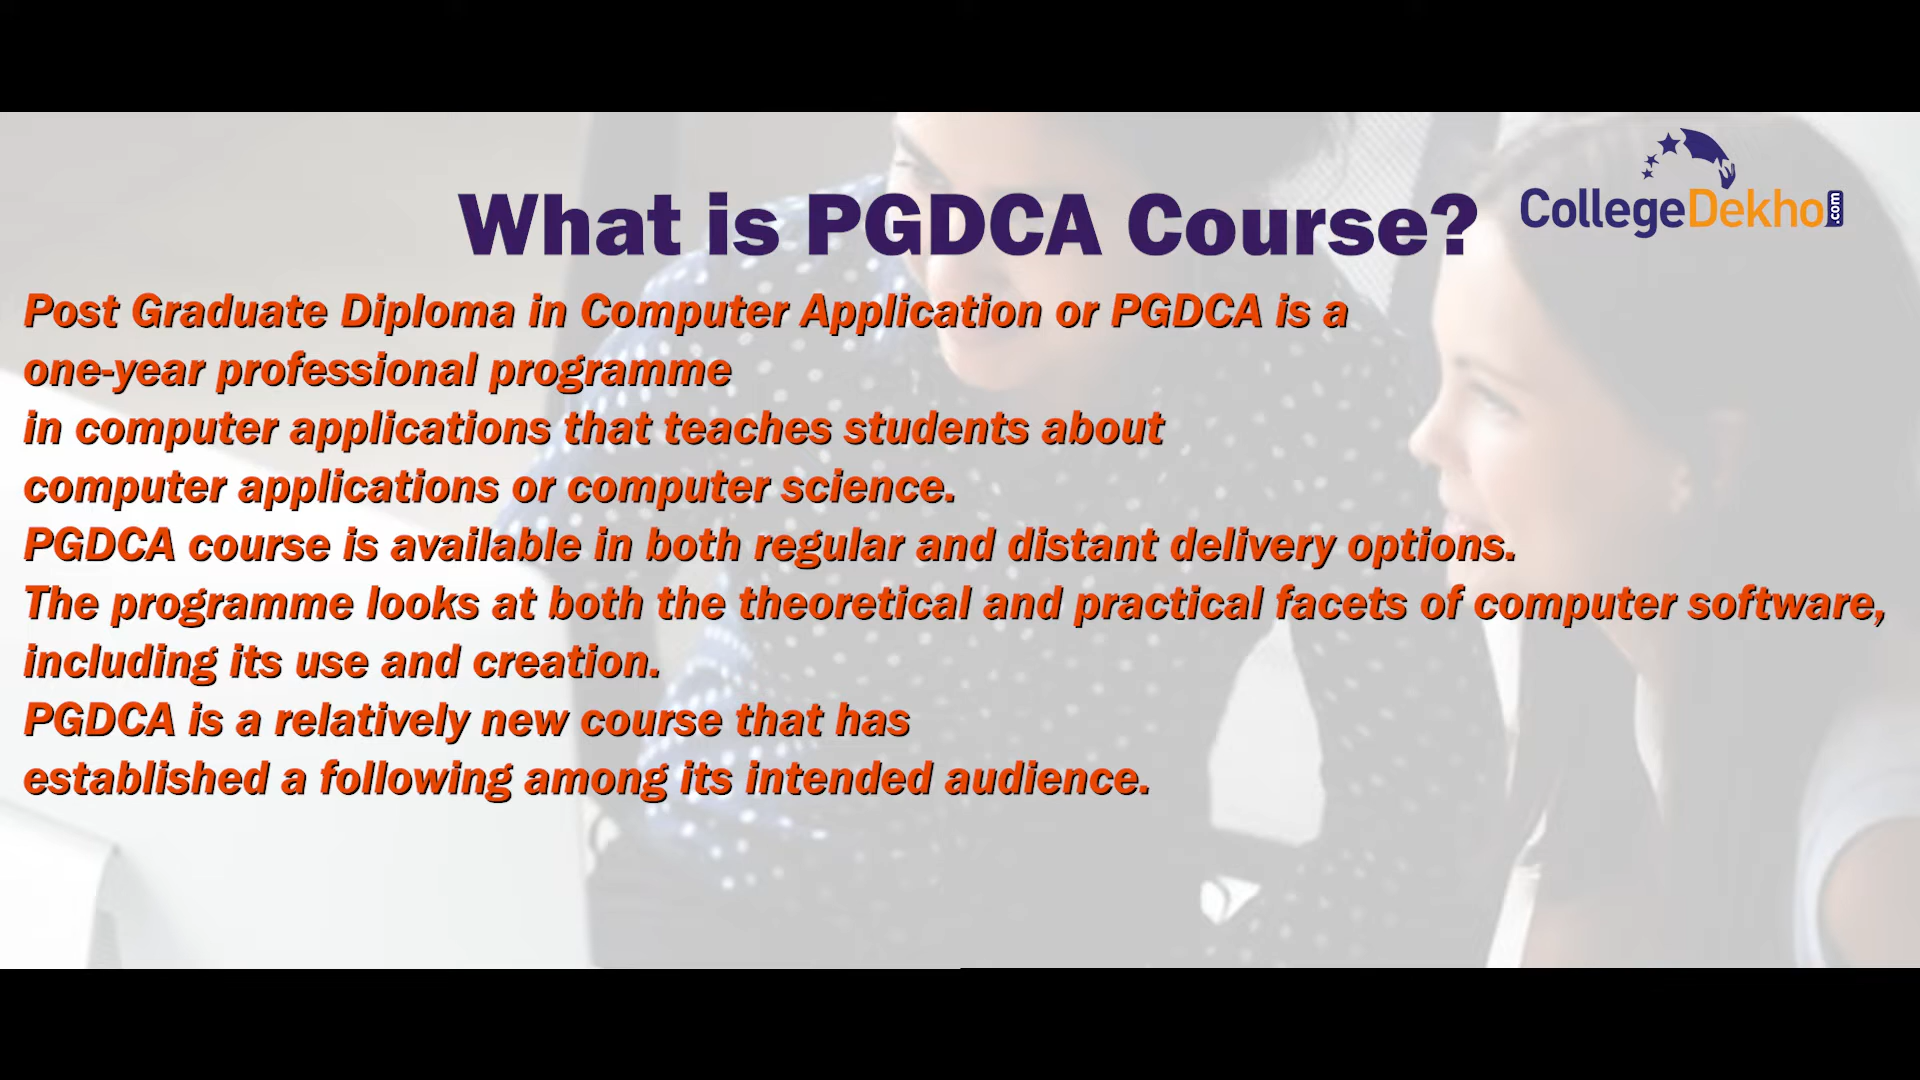 What is PGDCA Course?
CollegeDekho.com
Post Graduate Diploma in Computer Application or PGDCA is a
one-year professional programme
in computer applications that teaches students about
computer applications or computer science.
PGDCA course is available in both regular and distant delivery options.
The programme looks at both the theoretical and practical facets of computer software,
including its use and creation.
PGDCA is a relatively new course that has
established a following among its intended audience.